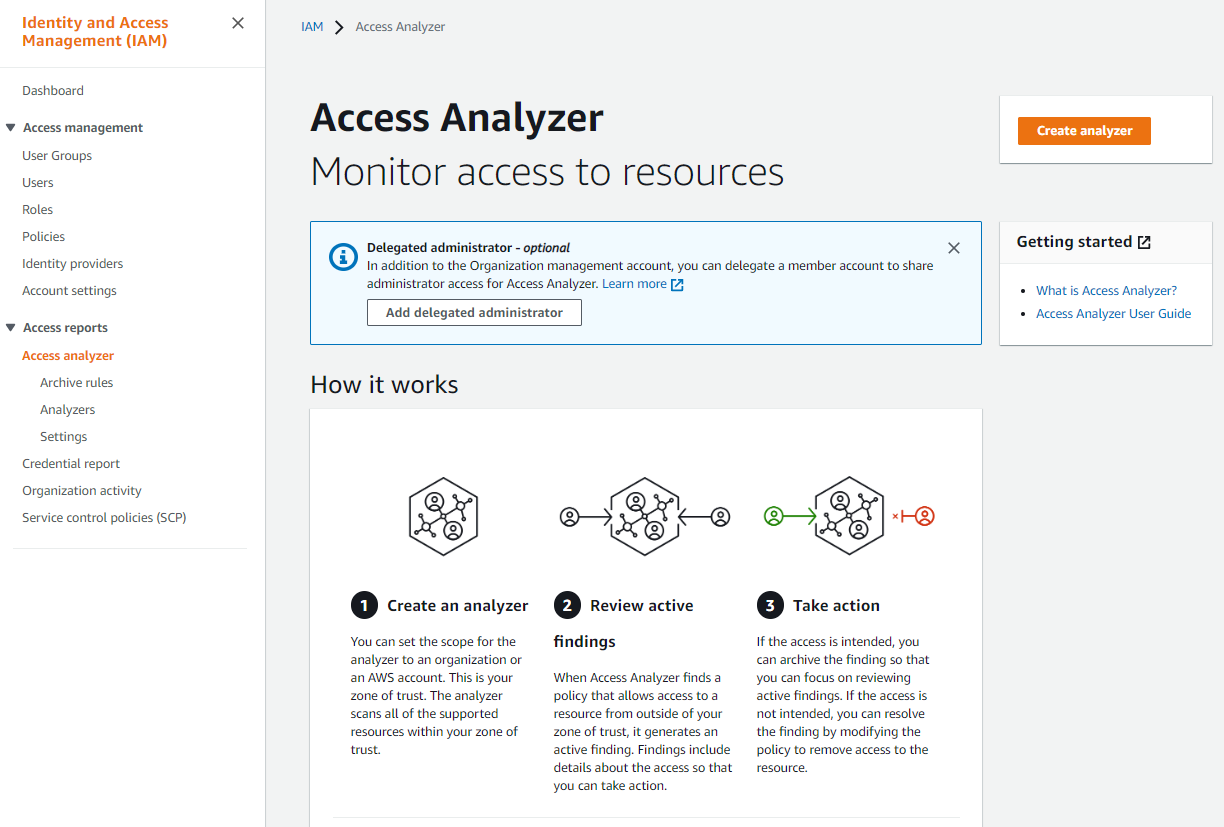 Identity and Access
Management (IAM)
Dashboard
Access management
User Groups
Users
Roles
Policies
Identity providers
Account settings
Access reports
Access analyzer
Archive rules
Analyzers
Settings
Credential report
Organization activity
Service control policies (SCP)
IAM Access Analyzer
Access Analyzer
Monitor access to resources
Create analyzer
Delegated administrator - optional
In addition to the Organization management account, you can delegate a member account to share
administrator access for Access Analyzer. Learn more
Add delegated administrator
Getting started
• What is Access Analyzer?
• Access Analyzer User Guide
How it works
1 Create an analyzer
You can set the scope for the
analyzer to an organization or
an AWS account. This is your
zone of trust. The analyzer
scans all of the supported
resources within your zone of
trust.
2 Review active
findings
When Access Analyzer finds a
policy that allows access to a
resource from outside of your
zone of trust, it generates an
active finding. Findings include
details about the access so that
you can take action.
3 Take action
If the access is intended, you
can archive the finding so that
you can focus on reviewing
active findings. If the access is
not intended, you can resolve
the finding by modifying the
policy to remove access to the
resource.